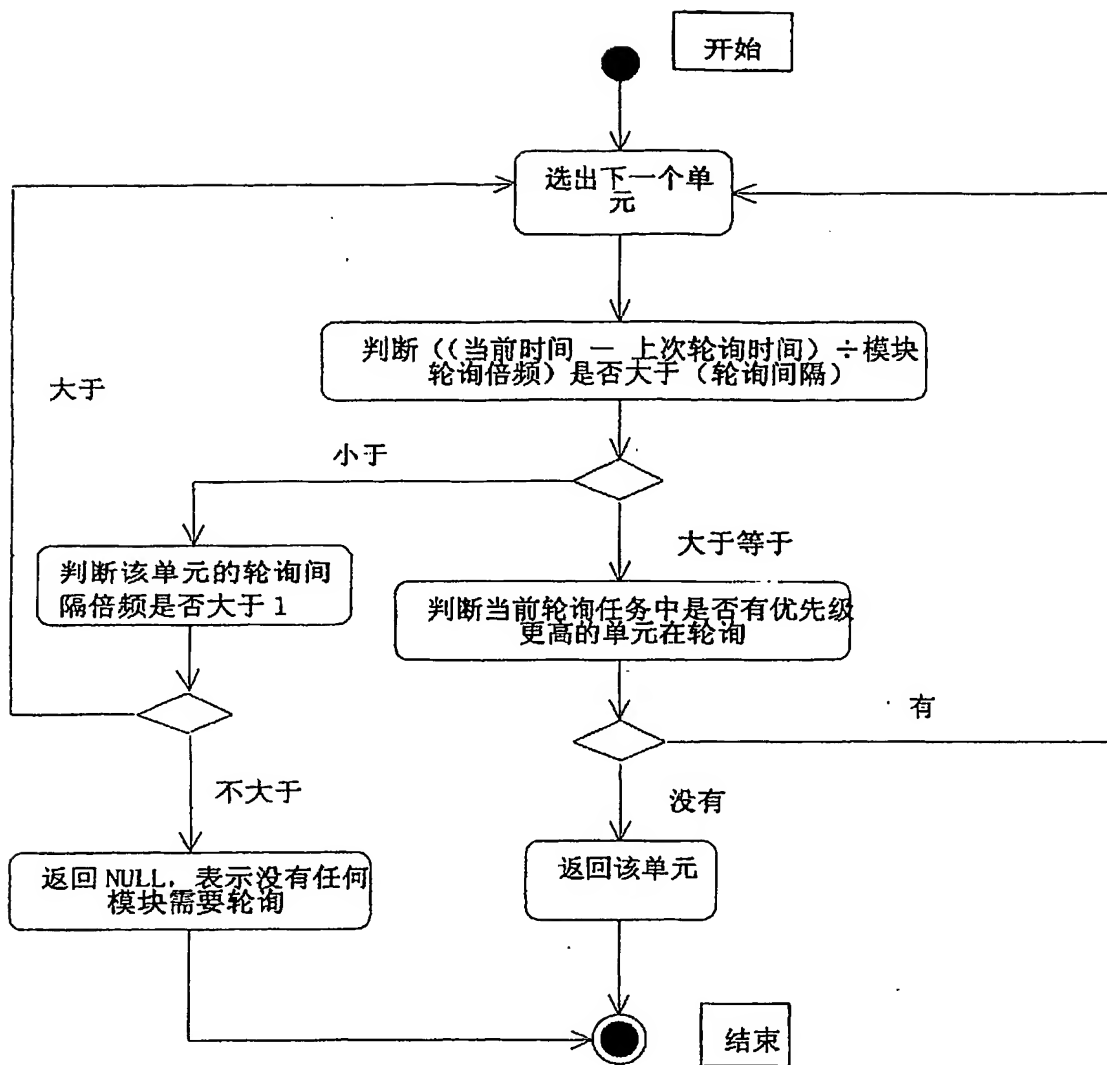 开始
选出下一个单
元
判断((当前时间 — 上次轮询时间)÷模块
轮询倍频)是否大于(轮询间隔)
大于
小于
大于等于
判断该单元的轮询间
隔倍频是否大于1
判断当前轮询任务中是否有优先级
更高的单元在轮询
有
不大于
没有
返回NULL，表示没有任何
模块需要轮询
返回该单元
结束